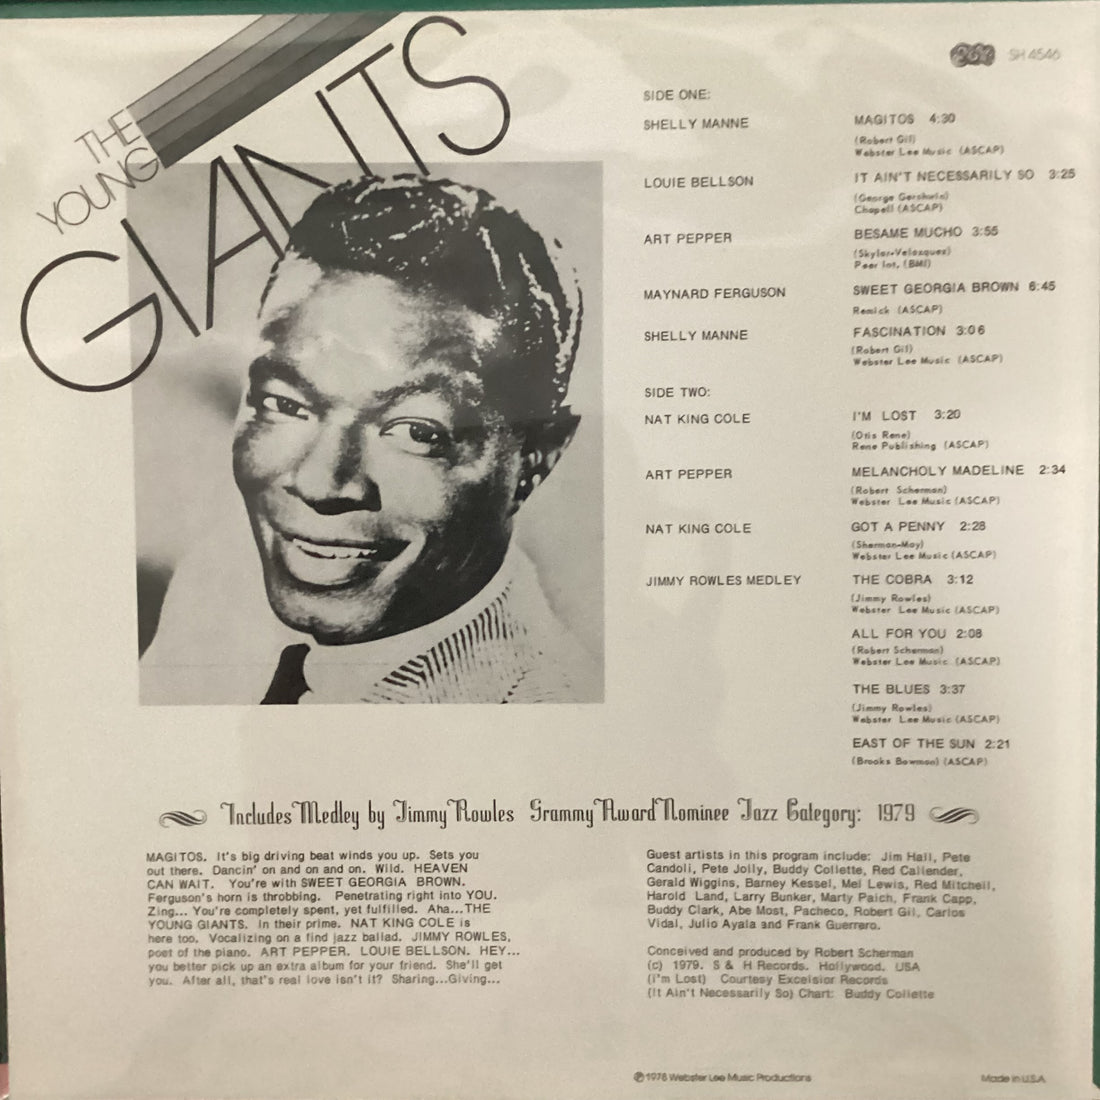 THE
YOUNG
GIANTS
SH 4546
SIDE ONE:
SHELLY MANNE
MAGITOS 4:30
(Robert Gil)
Webster Lee Music (ASCAP)
LOUIE BELLSON
IT AIN'T NECESSARILY SO 3:25
(George Gershwin)
Chapell (ASCAP)
ART PEPPER
BESAME MUCHO 3:55
(Skylar-Velazquez)
Peer Int. (BMI)
MAYNARD FERGUSON
SWEET GEORGIA BROWN 6:45
Remick (ASCAP)
SHELLY MANNE
FASCINATION 3:06
(Robert Gil)
Webster Lee Music (ASCAP)
SIDE TWO:
NAT KING COLE
I'M LOST 3:20
(Otis Rene)
Rene Publishing (ASCAP)
ART PEPPER
MELANCHOLY MADELINE 2:34
(Robert Scherman)
Webster Lee Music (ASCAP)
NAT KING COLE
GOT A PENNY 2:28
(Sherman-May)
Webster Lee Music (ASCAP)
JIMMY ROWLES MEDLEY
THE COBRA 3:12
(Jimmy Rowles)
Webster Lee Music (ASCAP)
ALL FOR YOU 2:08
(Robert Scherman)
Webster Lee Music (ASCAP)
THE BLUES 3:37
(Jimmy Rowles)
Webster Lee Music (ASCAP)
EAST OF THE SUN 2:21
(Brooks Bowman) (ASCAP)
Includes Medley by Jimmy Rowles Grammy Award Nominee Jazz Category: 1979
MAGITOS. It's big driving beat winds you up. Sets you
out there. Dancin' on and on and on. Wild. HEAVEN
CAN WAIT. You're with SWEET GEORGIA BROWN.
Ferguson's horn is throbbing. Penetrating right into YOU.
Zing... You're completely spent, yet fulfilled. Aha...THE
YOUNG GIANTS. In their prime. NAT KING COLE is
here too. Vocalizing on a find jazz ballad. JIMMY ROWLES,
poet of the piano. ART PEPPER. LOUIE BELLSON. HEY...
you better pick up an extra album for your friend. She'll get
you. After all, that's real love isn't it? Sharing...Giving...
Guest artists in this program include: Jim Hall, Pete
Candoli, Pete Jolly, Buddy Collette, Red Callender,
Gerald Wiggins, Barney Kessel, Mel Lewis, Red Mitchell,
Harold Land, Larry Bunker, Marty Paich, Frank Capp,
Buddy Clark, Abe Most, Pacheco, Robert Gil, Carlos
Vidal, Julio Ayala and Frank Guerrero.
Conceived and produced by Robert Scherman
(c) 1979. S & H Records. Hollywood. USA
(I'm Lost) Courtesy Excelsior Records
(It Ain't Necessarily So) Chart: Buddy Collette
℗ 1978 Webster Lee Music Productions
Made in U.S.A.